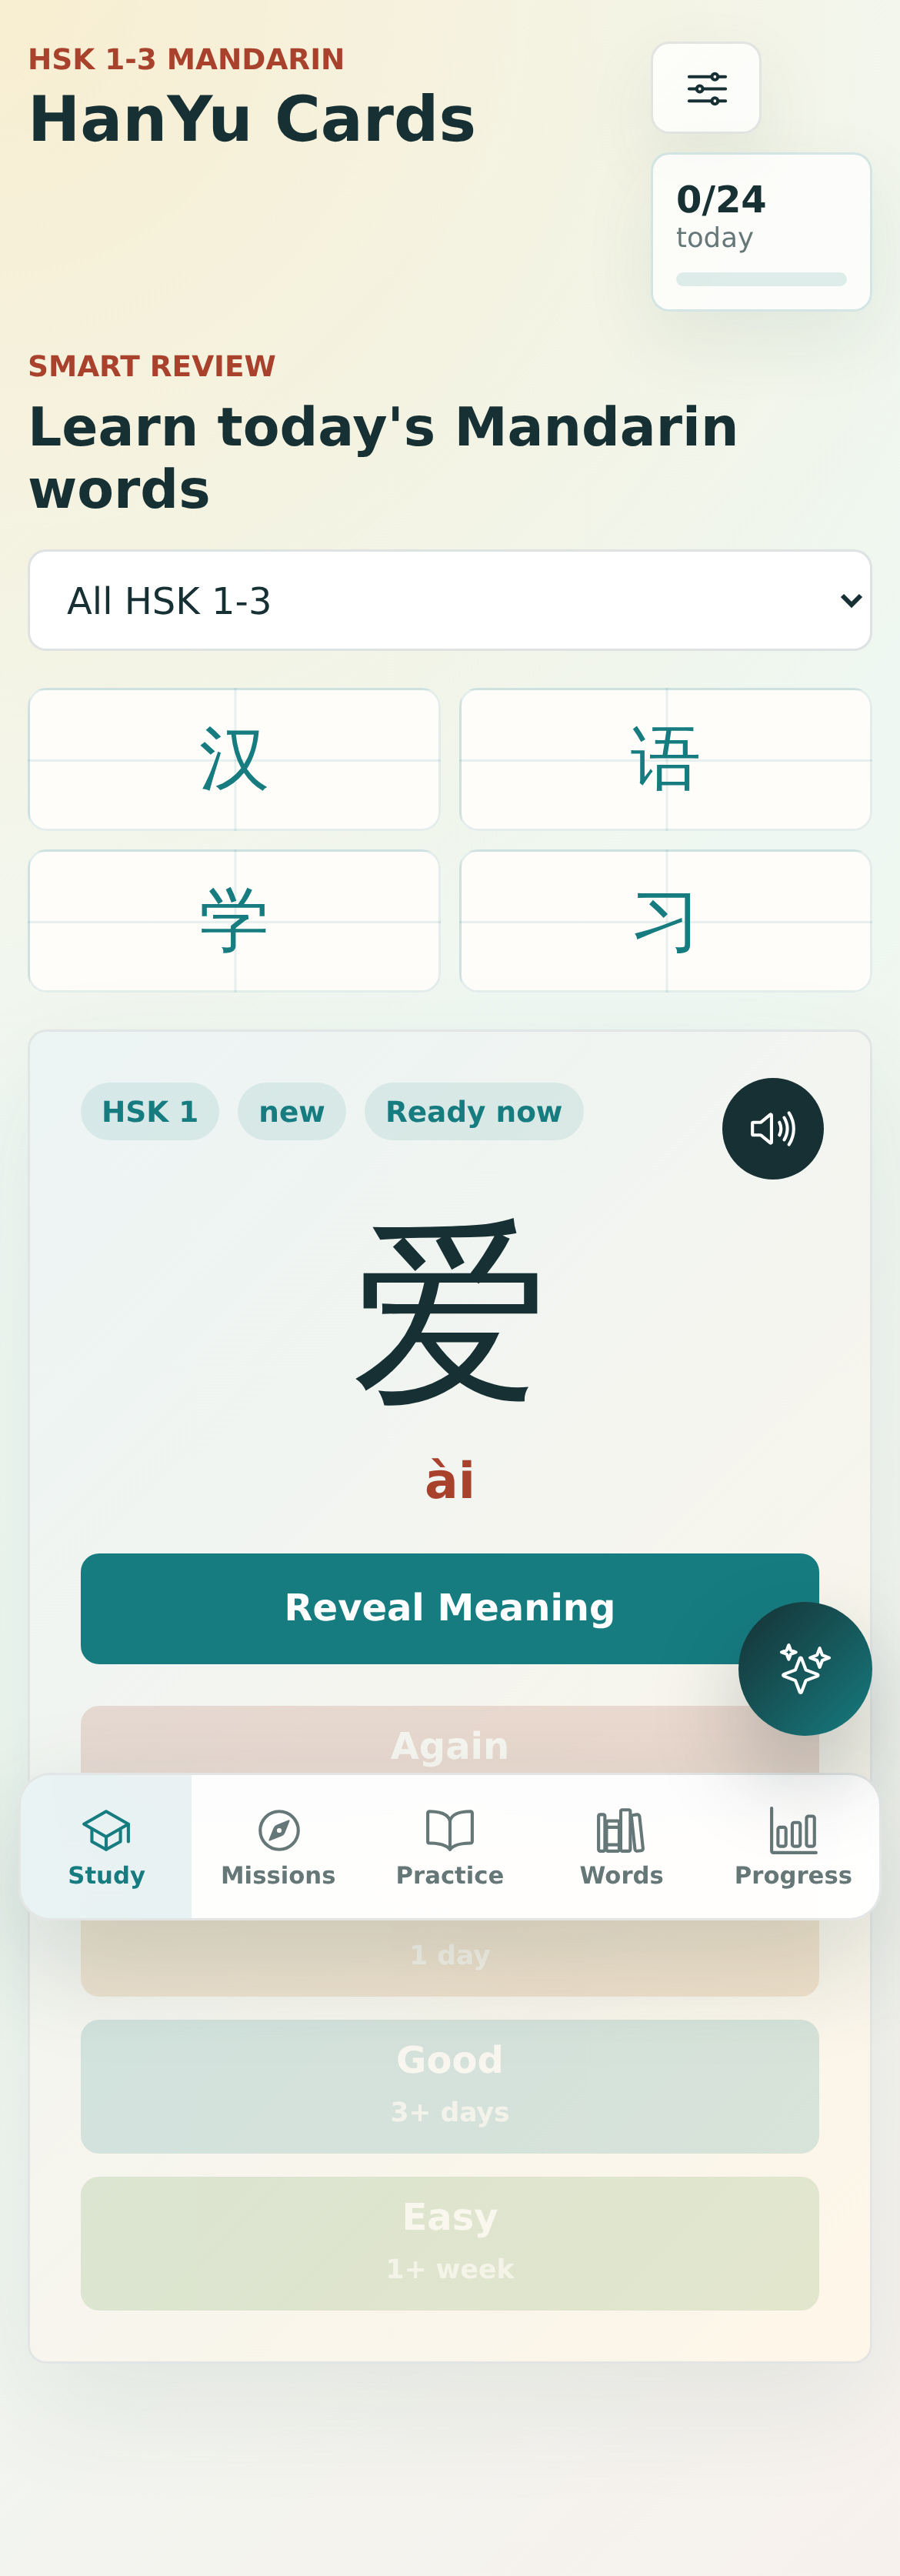 HSK 1-3 MANDARIN
HanYu Cards
0/24
today
SMART REVIEW
Learn today's Mandarin
words
All HSK 1-3
汉 语
学 习
HSK 1 new Ready now
爱
ài
Reveal Meaning
Again
Study Missions Practice Words Progress
1 day
Good
3+ days
Easy
1+ week